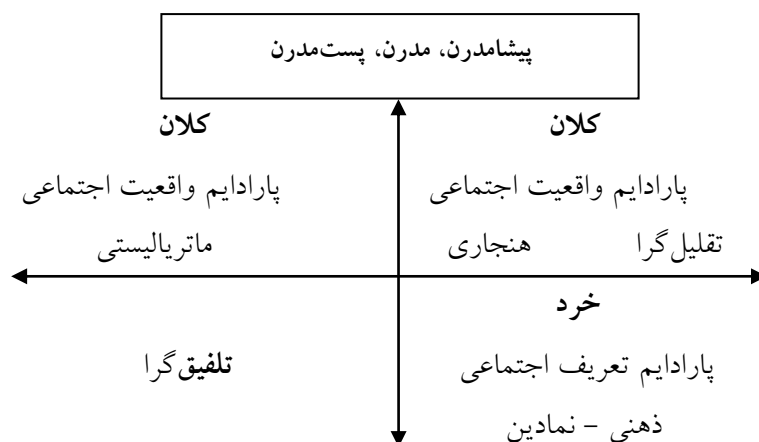 پیشامدرن، مدرن، پست‌مدرن
کلان
کلان
پارادایم واقعیت اجتماعی
پارادایم واقعیت اجتماعی
تقلیل‌گرا
هنجاری
ماتریالیستی
خرد
پارادایم تعریف اجتماعی
تلفیق‌گرا
ذهنی – نمادین